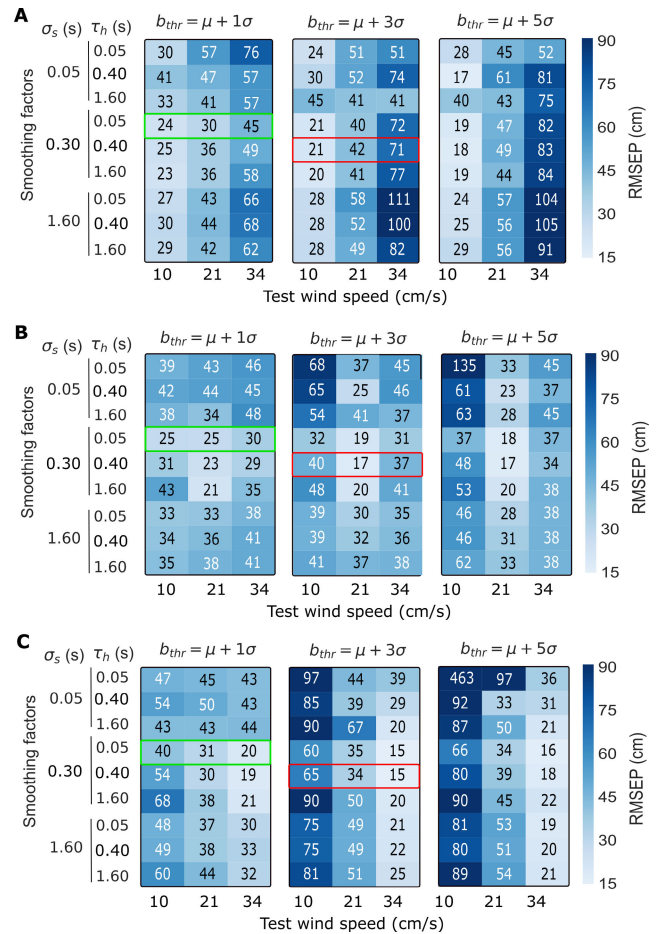 A
σs (s) τh (s) bthr = μ + 1σ bthr = μ + 3σ bthr = μ + 5σ
Smoothing factors
RMSEP (cm)
0.05 0.05 30 57 76 24 51 51 28 45 52 90
0.40 41 47 57 30 52 74 17 61 81
1.60 33 41 57 45 41 41 40 43 75 75
0.30 0.05 24 30 45 21 40 72 19 47 82
0.40 25 36 49 21 42 71 18 49 83 60
1.60 23 36 58 20 41 77 19 44 84 45
1.60 0.05 27 43 66 28 58 111 24 57 104
0.40 30 44 68 28 52 100 25 56 105 30
1.60 29 42 62 28 49 82 29 56 91 15
10 21 34 10 21 34 10 21 34
Test wind speed (cm/s)
B
σs (s) τh (s) bthr = μ + 1σ bthr = μ + 3σ bthr = μ + 5σ
Smoothing factors
RMSEP (cm)
0.05 0.05 39 43 46 68 37 45 135 33 45 90
0.40 42 44 45 65 25 46 61 23 37
1.60 38 34 48 54 41 37 63 28 45 75
0.30 0.05 25 25 30 32 19 31 37 18 37
0.40 31 23 29 40 17 37 48 17 34 60
1.60 43 21 35 48 20 41 53 20 38 45
1.60 0.05 33 33 38 39 30 35 46 28 38
0.40 34 36 41 39 32 36 46 31 38 30
1.60 35 38 41 41 37 38 62 33 38 15
10 21 34 10 21 34 10 21 34
Test wind speed (cm/s)
C
σs (s) τh (s) bthr = μ + 1σ bthr = μ + 3σ bthr = μ + 5σ
Smoothing factors
RMSEP (cm)
0.05 0.05 47 45 43 97 44 39 463 97 36 90
0.40 54 50 43 85 39 29 92 33 31
1.60 43 43 44 90 67 20 87 50 21 75
0.30 0.05 40 31 20 60 35 15 66 34 16
0.40 54 30 19 65 34 15 80 39 18 60
1.60 68 38 21 90 50 20 90 45 22 45
1.60 0.05 48 37 30 75 49 21 81 53 19
0.40 49 38 33 75 49 22 80 51 20 30
1.60 60 44 32 81 51 25 89 54 21 15
10 21 34 10 21 34 10 21 34
Test wind speed (cm/s)